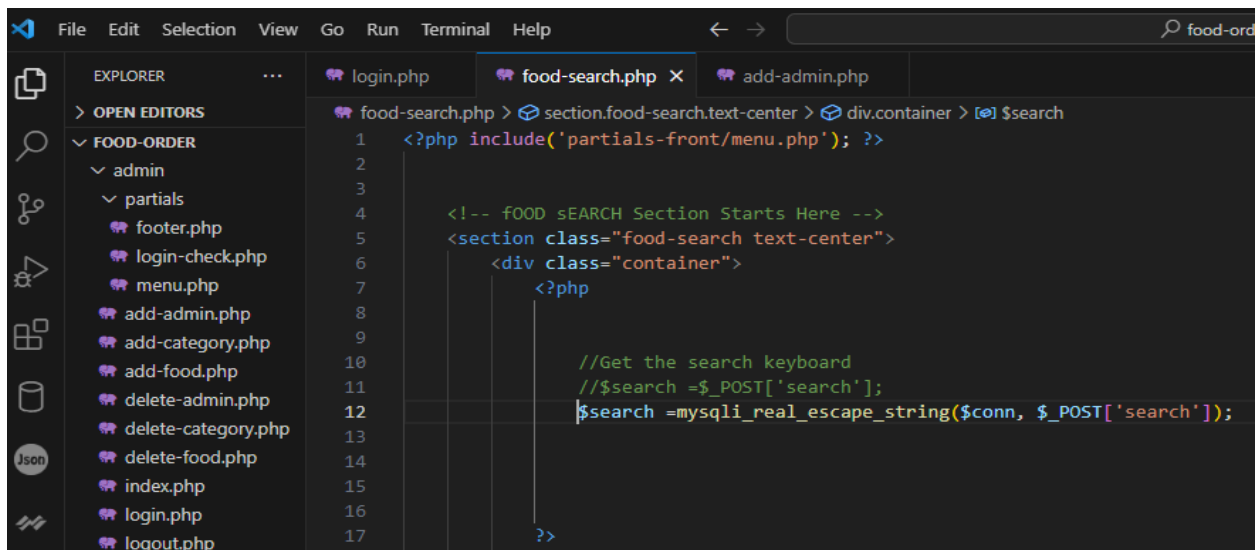 File Edit Selection View Go Run Terminal Help
food-ord
EXPLORER ...
login.php food-search.php add-admin.php
> OPEN EDITORS
food-search.php > section.food-search.text-center > div.container > $search
FOOD-ORDER
admin
partials
footer.php
login-check.php
menu.php
add-admin.php
add-category.php
add-food.php
delete-admin.php
delete-category.php
delete-food.php
index.php
login.php
logout.php
Json
1 <?php include('partials-front/menu.php'); ?>
2
3
4 <!-- fOOD sEARCH Section Starts Here -->
5 <section class="food-search text-center">
6 <div class="container">
7 <?php
8
9
10 //Get the search keyboard
11 //$search =$_POST['search'];
12 $search =mysqli_real_escape_string($conn, $_POST['search']);
13
14
15
16
17 ?>